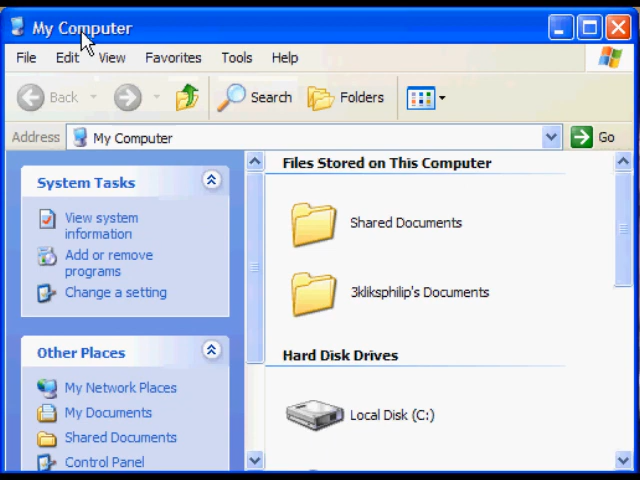 My Computer
File Edit View Favorites Tools Help
Back Search Folders
Address My Computer Go
System Tasks
View system
information
Add or remove
programs
Change a setting
Other Places
My Network Places
My Documents
Shared Documents
Control Panel
Files Stored on This Computer
Shared Documents
3kliksphilip's Documents
Hard Disk Drives
Local Disk (C:)